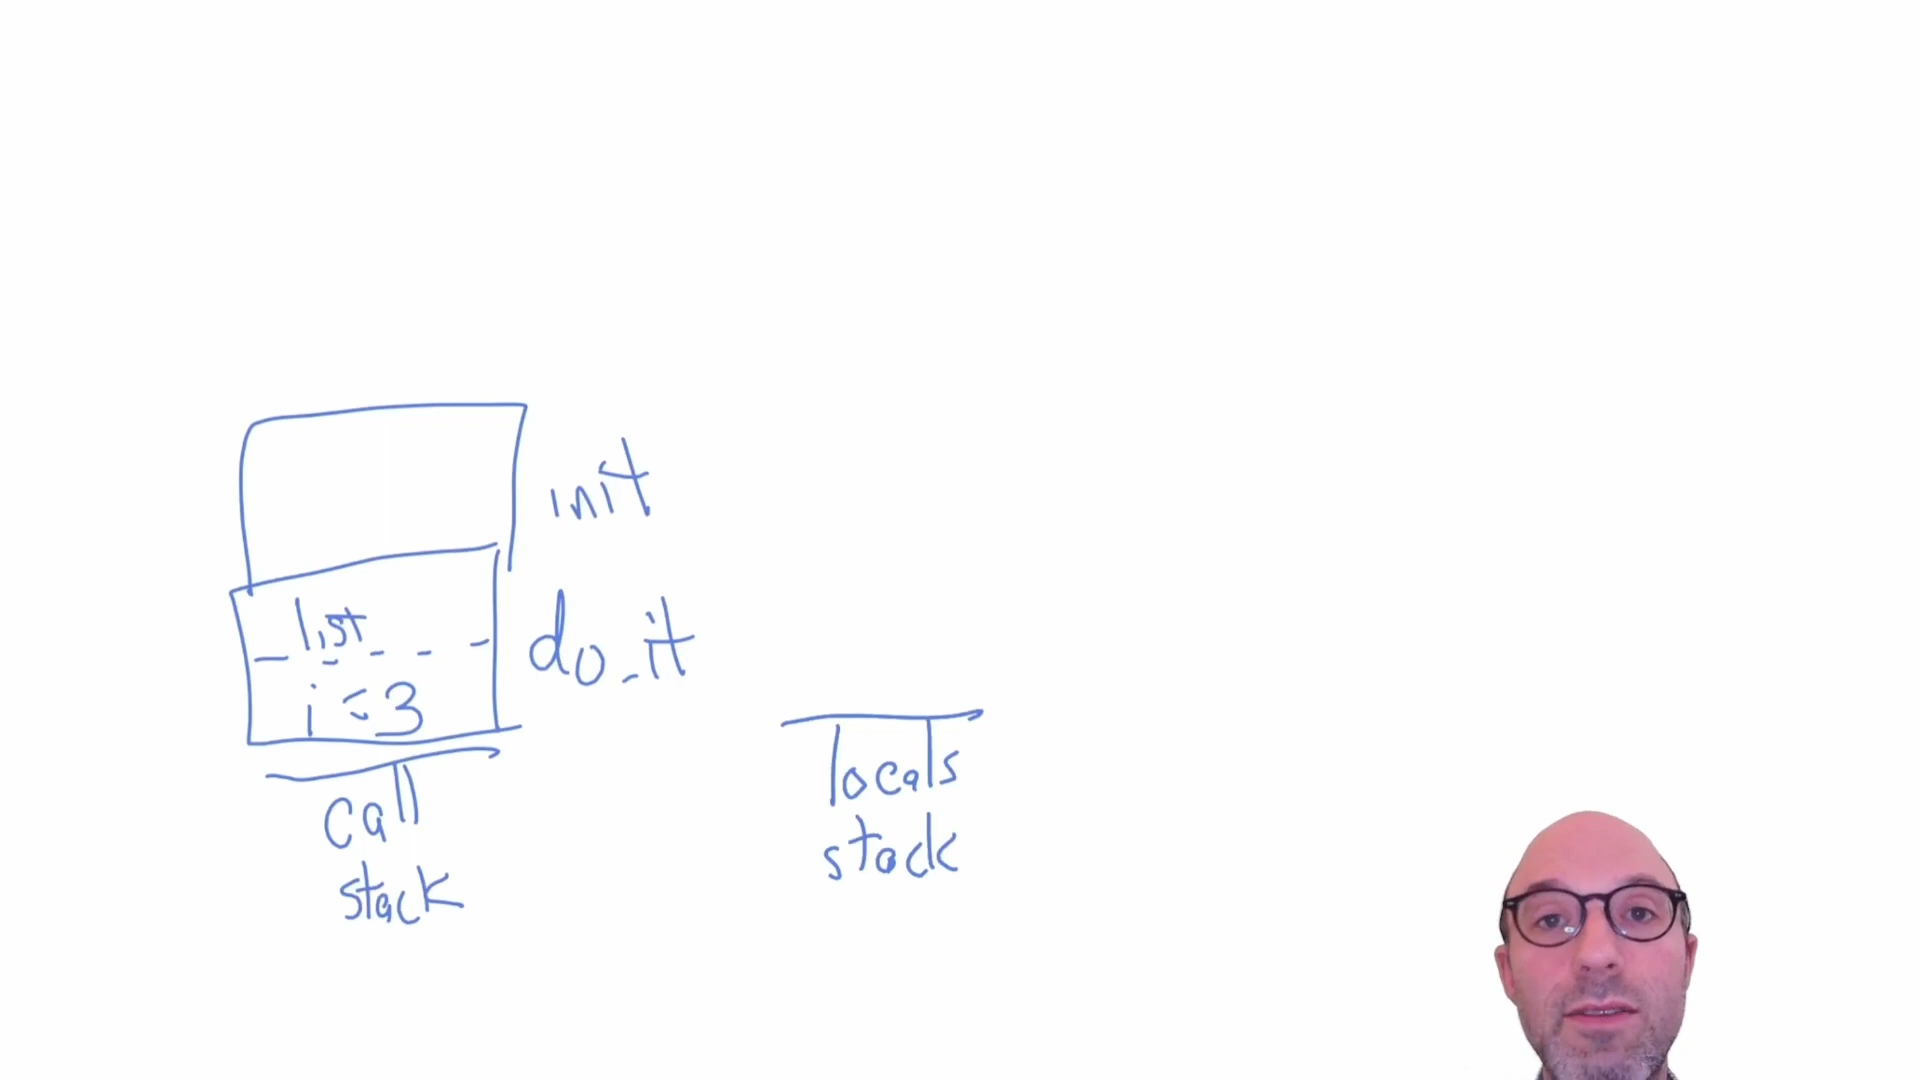 init
list
do_it
i = 3
call
stack
locals
stack